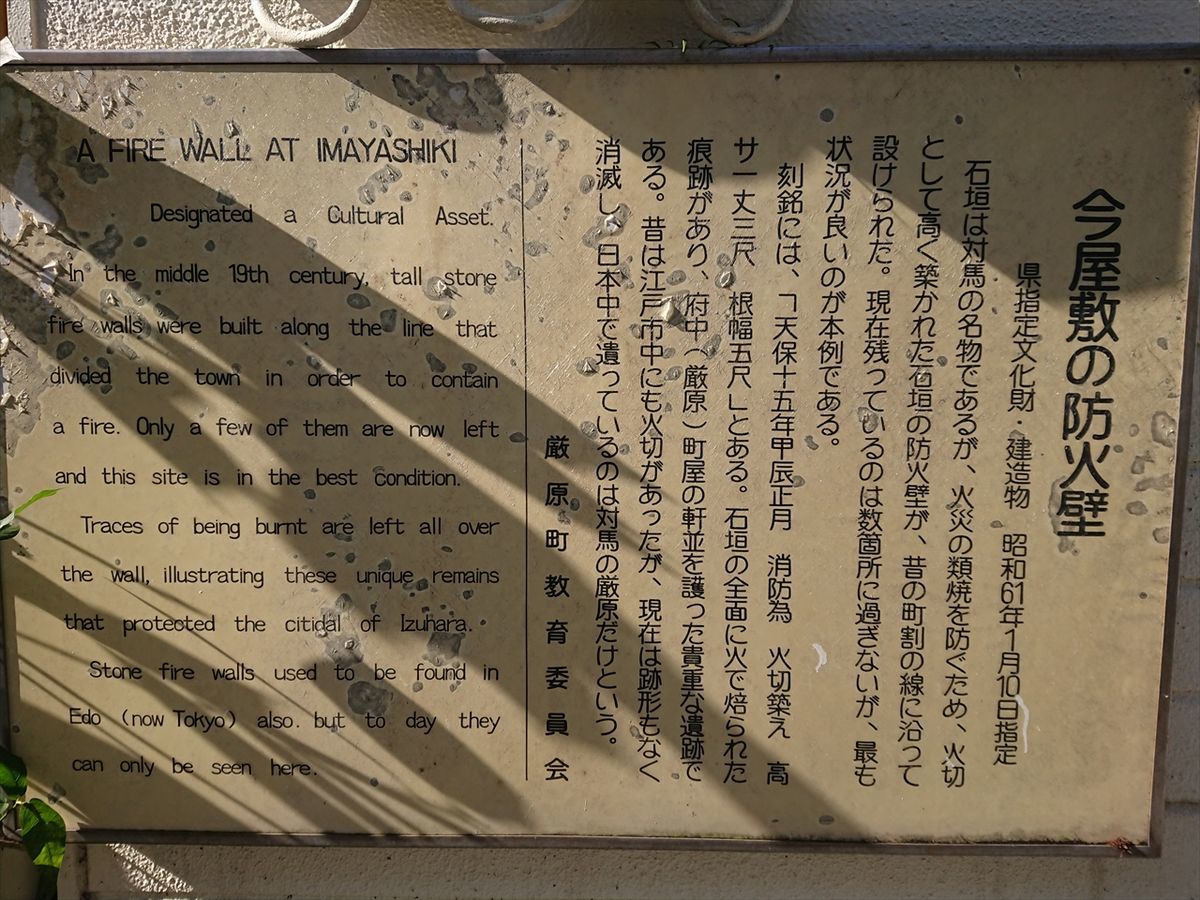 今屋敷の防火壁
県指定文化財・建造物　昭和61年1月10日指定
石垣は対馬の名物であるが、火災の類焼を防ぐため、火切
として高く築かれた石垣の防火壁が、昔の町割の線に沿って
設けられた。現在残っているのは数箇所に過ぎないが、最も
状況が良いのが本例である。
刻銘には、「天保十五年甲辰正月　消防為　火切築え　高
サ一丈三尺　根幅五尺」とある。石垣の全面に火で焙られた
痕跡があり、府中（厳原）町屋の軒並を護った貴重な遺跡で
ある。昔は江戸市中にも火切があったが、現在は跡形もなく
消滅し、日本中で遺っているのは対馬の厳原だけという。
厳原町教育委員会
A FIRE WALL AT IMAYASHIKI
Designated a Cultural Asset.
In the middle 19th century, tall stone
fire walls were built along the line that
divided the town in order to contain
a fire. Only a few of them are now left
and this site is in the best condition.
Traces of being burnt are left all over
the wall, illustrating these unique remains
that protected the citidal of Izuhara.
Stone fire walls used to be found in
Edo (now Tokyo) also. but to day they
can only be seen here.